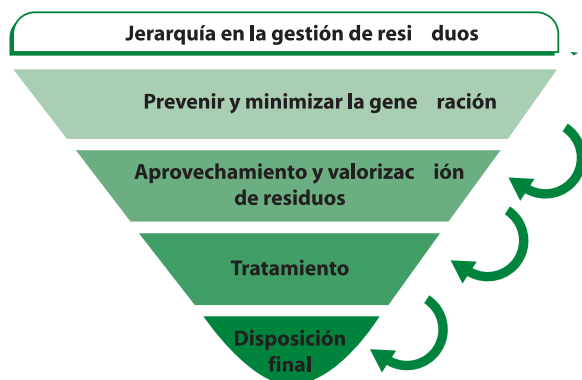 Jerarquía en la gestión de resi duos
Prevenir y minimizar la gene ración
Aprovechamiento y valorizac ión
de residuos
Tratamiento
Disposición
final